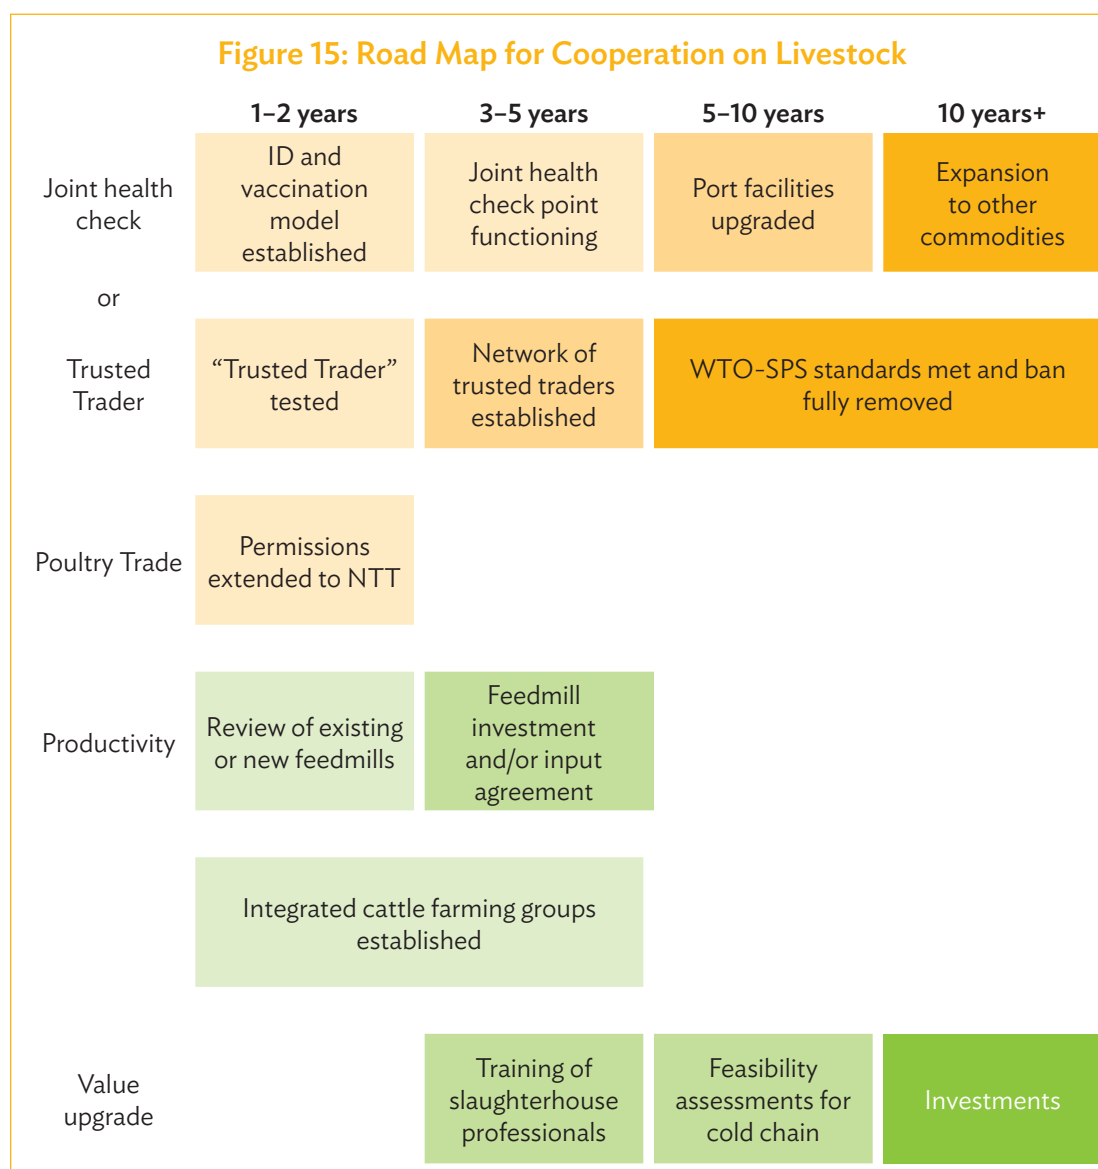 Figure 15: Road Map for Cooperation on Livestock
1–2 years
3–5 years
5–10 years
10 years+
Joint health
check
ID and
vaccination
model
established
Joint health
check point
functioning
Port facilities
upgraded
Expansion
to other
commodities
or
Trusted
Trader
“Trusted Trader”
tested
Network of
trusted traders
established
WTO-SPS standards met and ban
fully removed
Poultry Trade
Permissions
extended to NTT
Productivity
Review of existing
or new feedmills
Feedmill
investment
and/or input
agreement
Integrated cattle farming groups
established
Value
upgrade
Training of
slaughterhouse
professionals
Feasibility
assessments for
cold chain
Investments